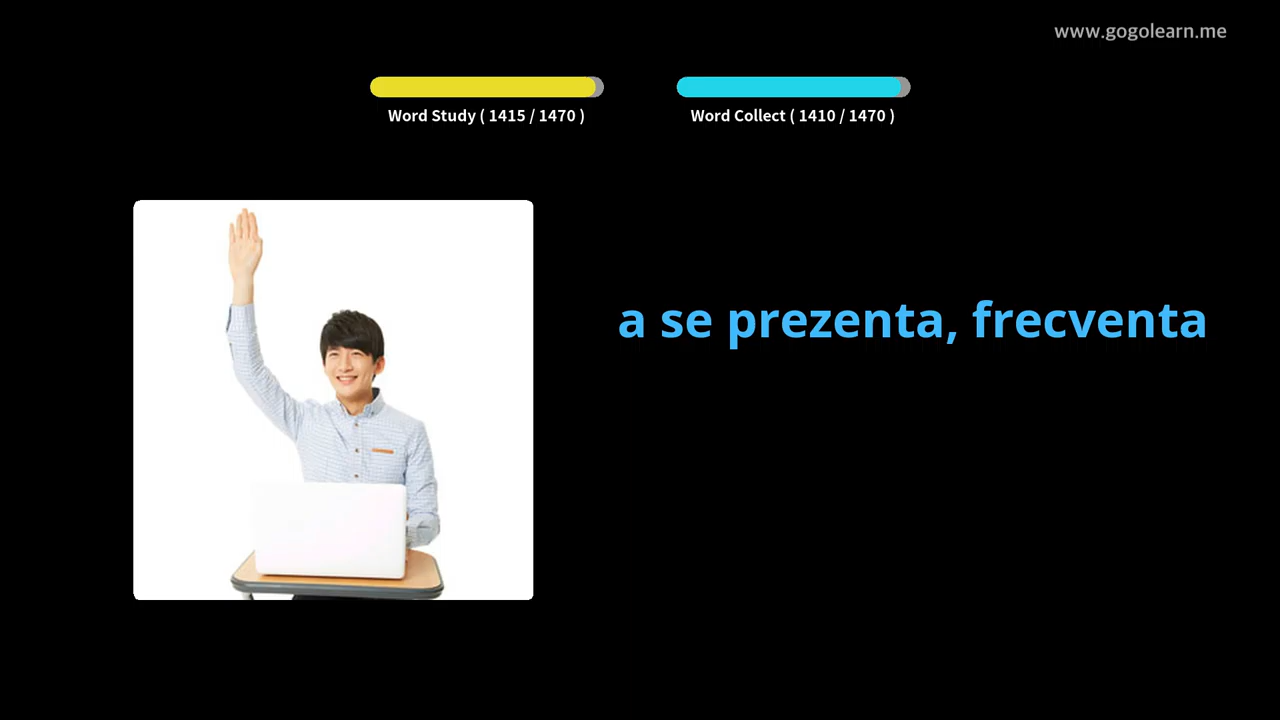 www.gogolearn.me
Word Study ( 1415 / 1470 )
Word Collect ( 1410 / 1470 )
a se prezenta, frecventa